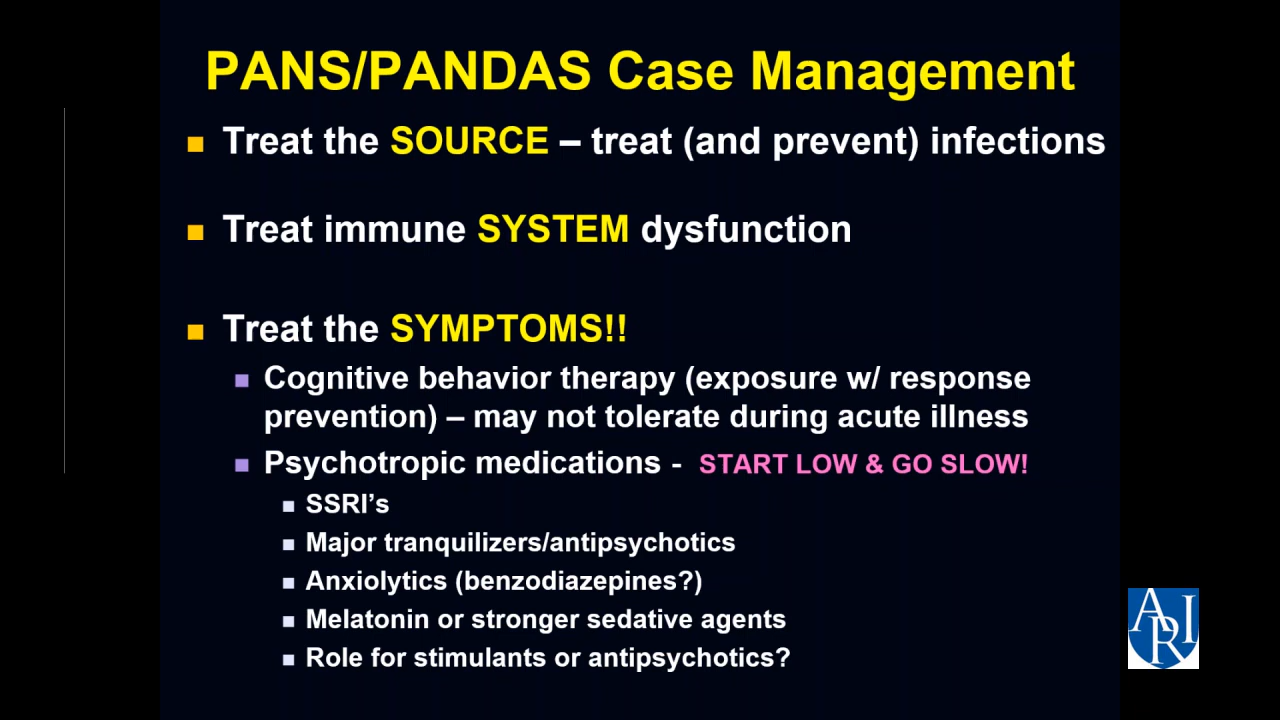 PANS/PANDAS Case Management
Treat the SOURCE – treat (and prevent) infections
Treat immune SYSTEM dysfunction
Treat the SYMPTOMS!!
Cognitive behavior therapy (exposure w/ response
prevention) – may not tolerate during acute illness
Psychotropic medications - START LOW & GO SLOW!
SSRI's
Major tranquilizers/antipsychotics
Anxiolytics (benzodiazepines?)
Melatonin or stronger sedative agents
Role for stimulants or antipsychotics?
ARI